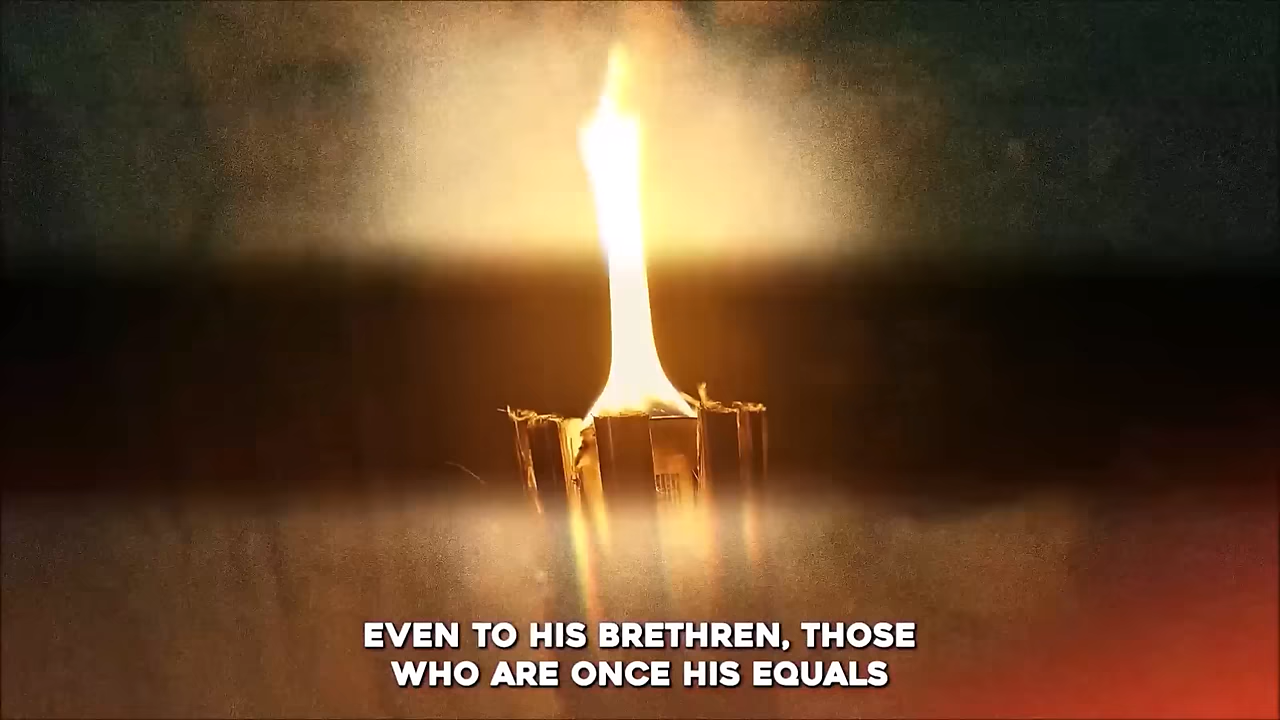 EVEN TO HIS BRETHREN, THOSE
WHO ARE ONCE HIS EQUALS